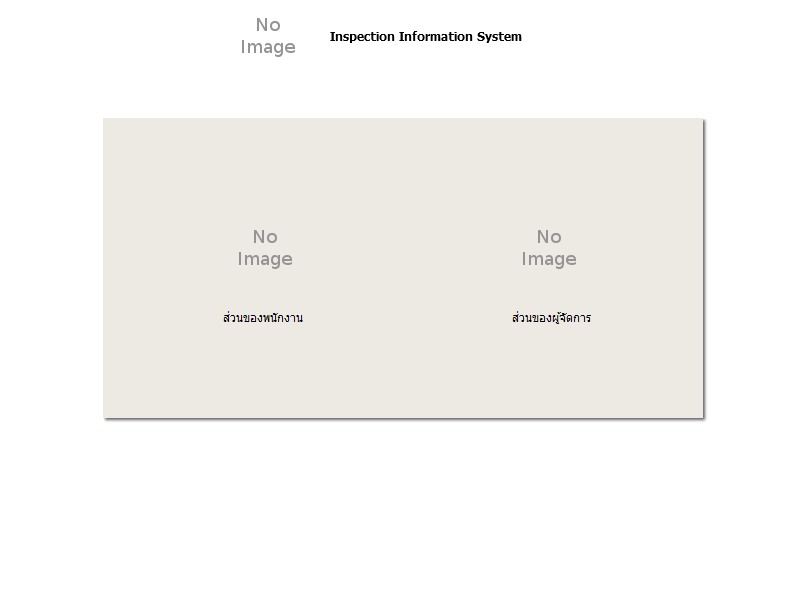 No
Image
Inspection Information System
No
Image
No
Image
ส่วนของพนักงาน
ส่วนของผู้จัดการ